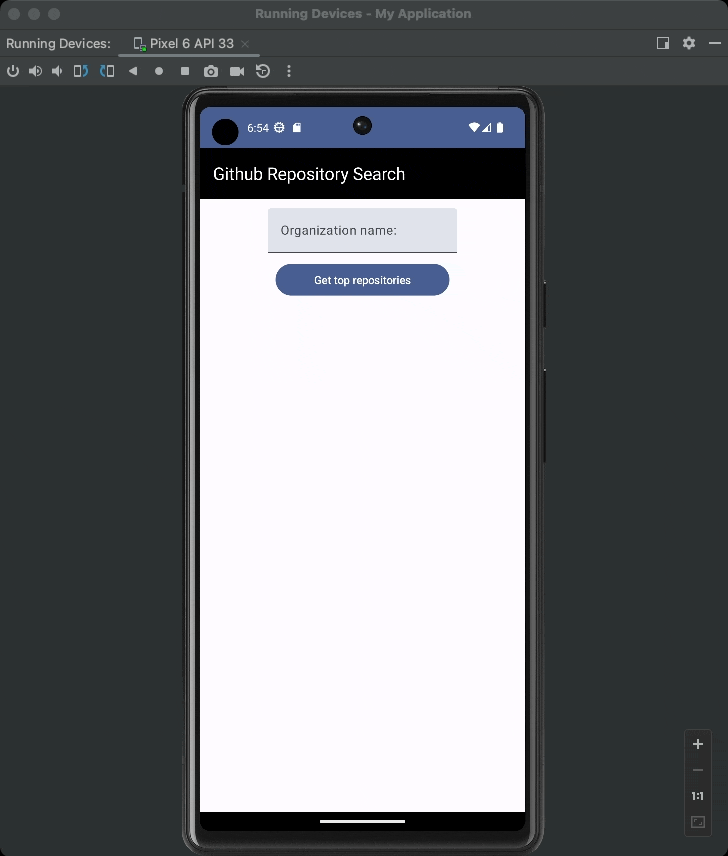 Running Devices - My Application
Running Devices:
Pixel 6 API 33
6:54
Github Repository Search
Organization name:
Get top repositories
1:1